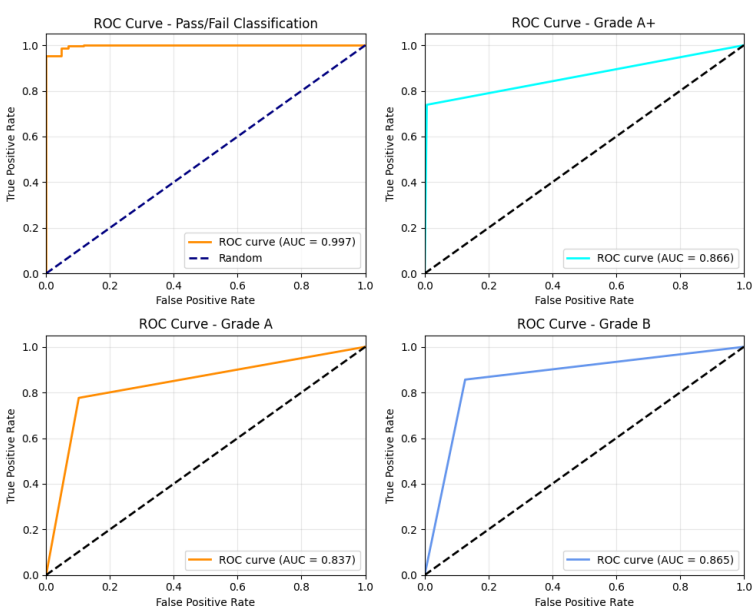 ROC Curve - Pass/Fail Classification
True Positive Rate
1.0
0.8
0.6
0.4
0.2
0.0
ROC curve (AUC = 0.997)
Random
0.0 0.2 0.4 0.6 0.8 1.0
False Positive Rate
ROC Curve - Grade A+
True Positive Rate
1.0
0.8
0.6
0.4
0.2
0.0
ROC curve (AUC = 0.866)
0.0 0.2 0.4 0.6 0.8 1.0
False Positive Rate
ROC Curve - Grade A
True Positive Rate
1.0
0.8
0.6
0.4
0.2
0.0
ROC curve (AUC = 0.837)
0.0 0.2 0.4 0.6 0.8 1.0
False Positive Rate
ROC Curve - Grade B
True Positive Rate
1.0
0.8
0.6
0.4
0.2
0.0
ROC curve (AUC = 0.865)
0.0 0.2 0.4 0.6 0.8 1.0
False Positive Rate